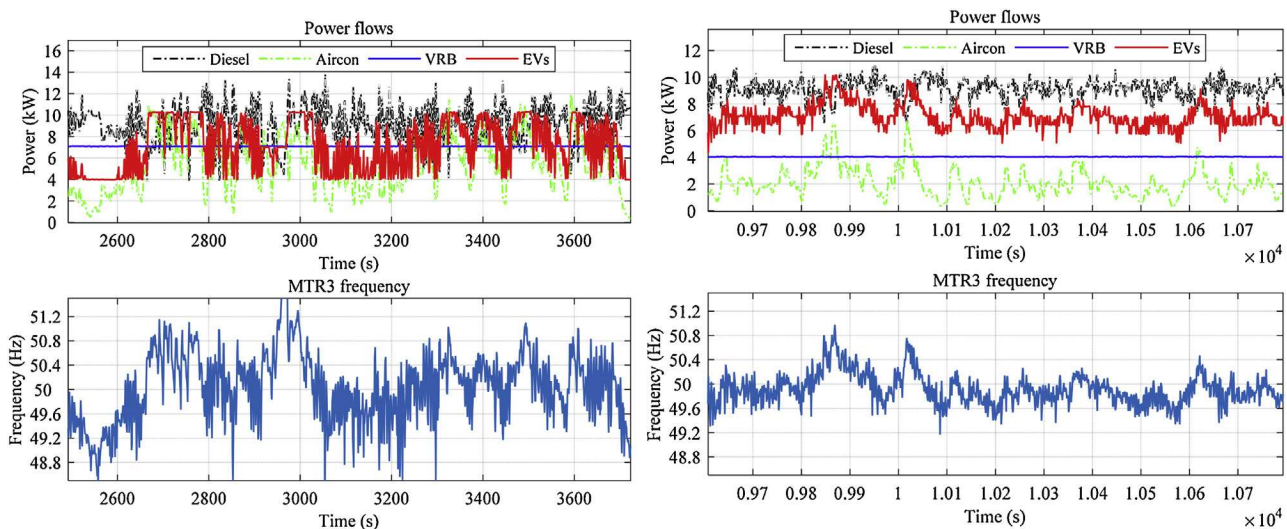 Power flows
16
14
12
10
8
6
4
2
0
Power (kW)
Diesel Aircon VRB EVs
2600 2800 3000 3200 3400 3600
Time (s)
MTR3 frequency
51.2
50.8
50.4
50
49.6
49.2
48.8
Frequency (Hz)
2600 2800 3000 3200 3400 3600
Time (s)
Power flows
12
10
8
6
4
2
0
Power (kW)
Diesel Aircon VRB EVs
0.97 0.98 0.99 1 1.01 1.02 1.03 1.04 1.05 1.06 1.07
Time (s) ×10⁴
MTR3 frequency
51.2
50.8
50.4
50
49.6
49.2
48.8
Frequency (Hz)
0.97 0.98 0.99 1 1.01 1.02 1.03 1.04 1.05 1.06 1.07
Time (s) ×10⁴